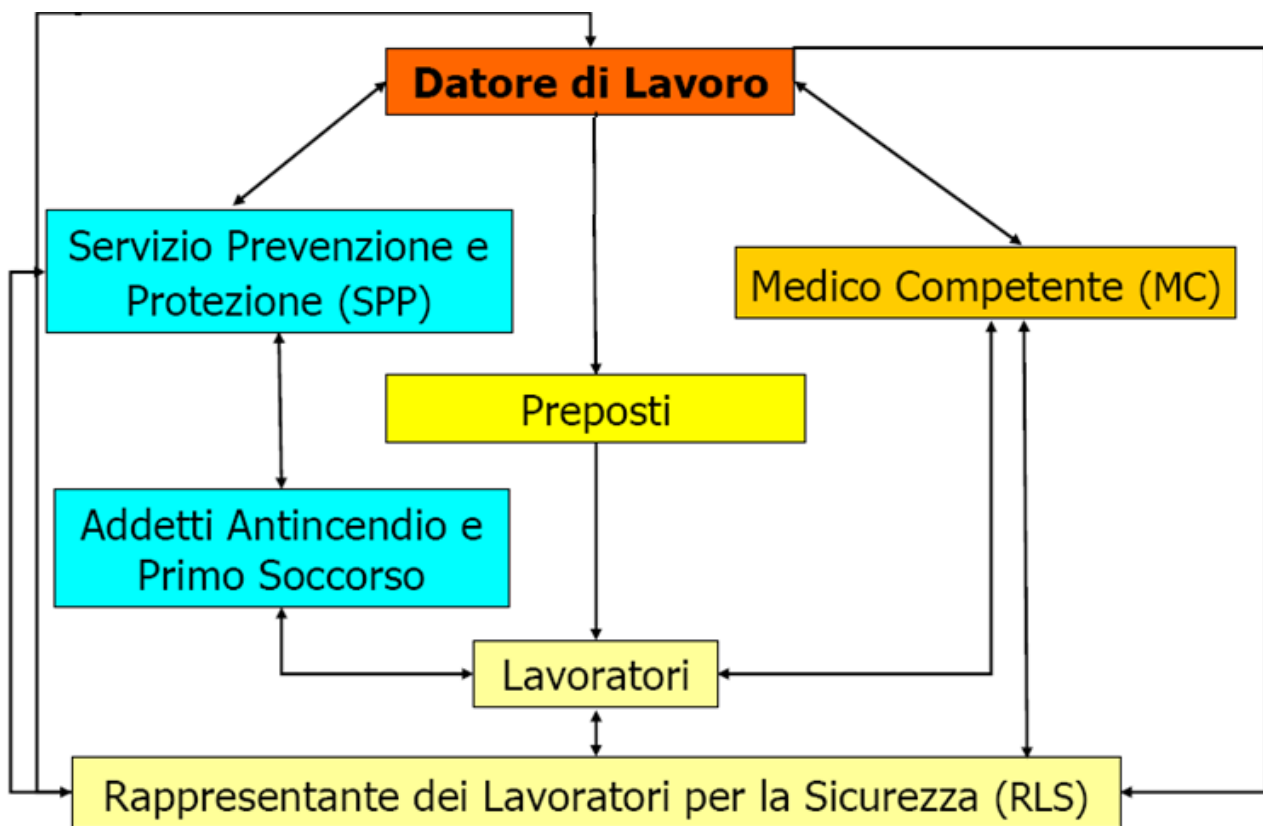 Datore di Lavoro
Servizio Prevenzione e
Protezione (SPP)
Medico Competente (MC)
Preposti
Addetti Antincendio e
Primo Soccorso
Lavoratori
Rappresentante dei Lavoratori per la Sicurezza (RLS)